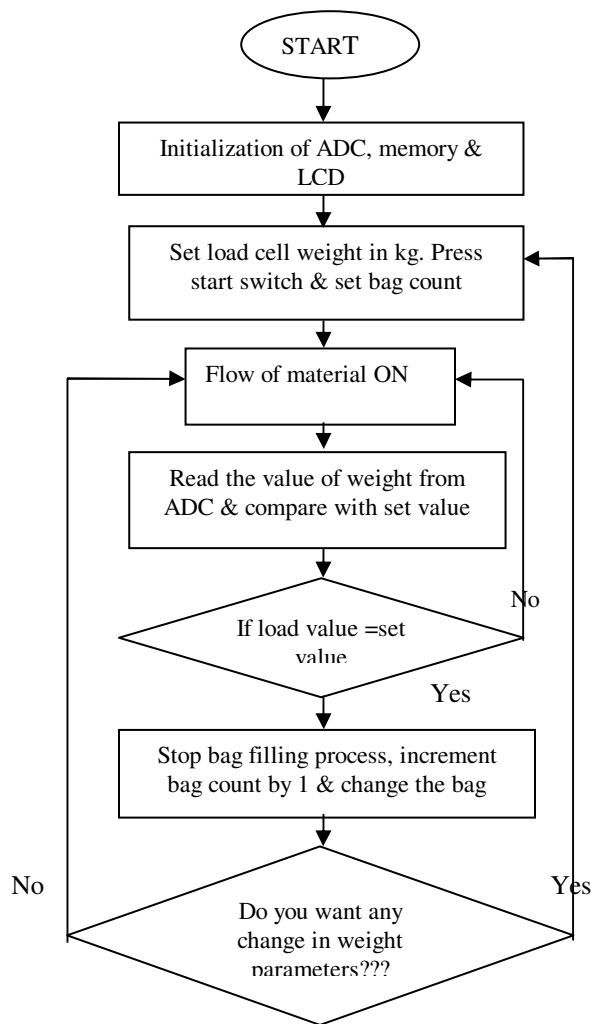 START
Initialization of ADC, memory &
LCD
Set load cell weight in kg. Press
start switch & set bag count
Flow of material ON
Read the value of weight from
ADC & compare with set value
No
If load value =set
value
Yes
Stop bag filling process, increment
bag count by 1 & change the bag
No
Yes
Do you want any
change in weight
parameters???